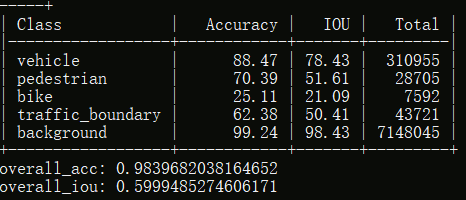 -----+
| Class | Accuracy | IOU | Total |
|-----------------+------------+-------+---------|
| vehicle | 88.47 | 78.43 | 310955 |
| pedestrian | 70.39 | 51.61 | 28705 |
| bike | 25.11 | 21.09 | 7592 |
| traffic_boundary | 62.38 | 50.41 | 43721 |
| background | 99.24 | 98.43 | 7148045 |
+-----------------+------------+-------+---------+
overall_acc: 0.9839682038164652
overall_iou: 0.5999485274606171